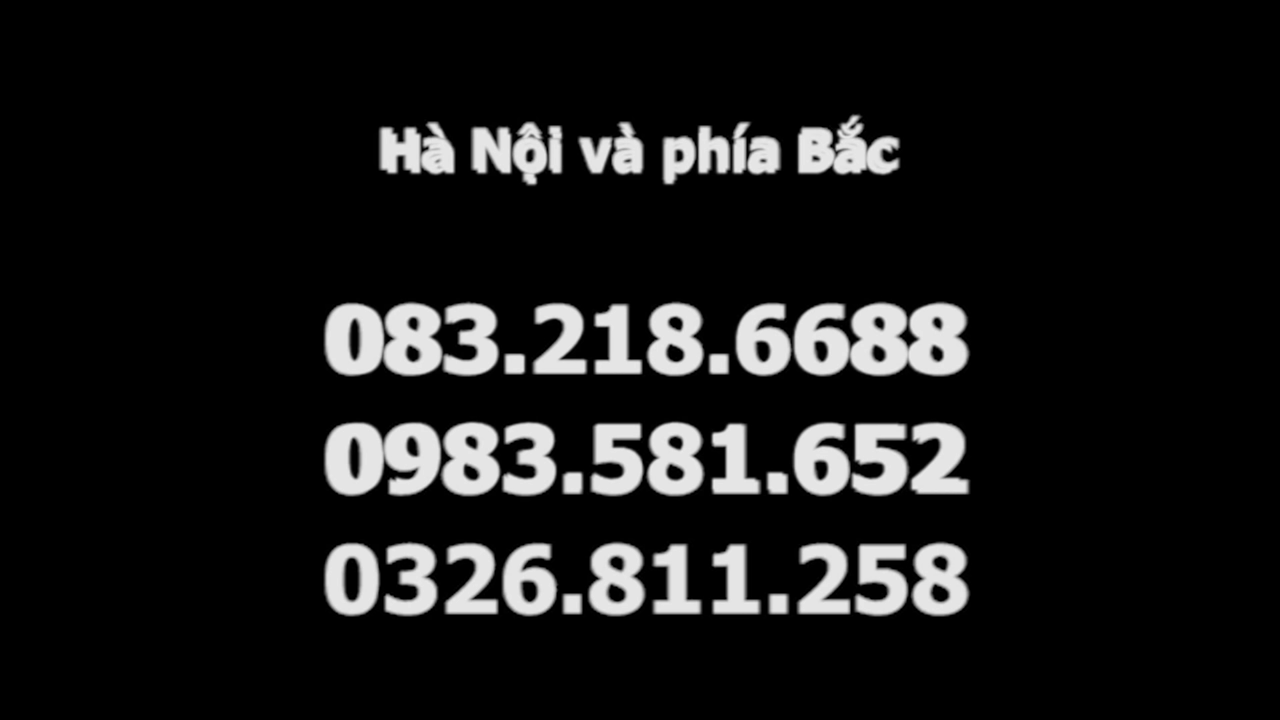 Hà Nội và phía Bắc
083.218.6688
0983.581.652
0326.811.258